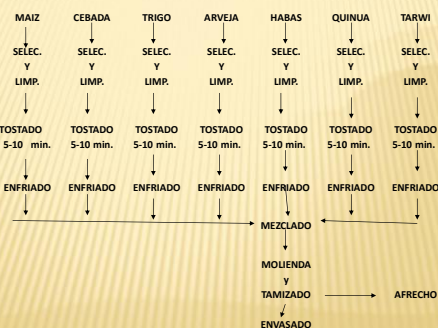 MAIZ CEBADA TRIGO ARVEJA HABAS QUINUA TARWI
SELEC. SELEC. SELEC. SELEC. SELEC. SELEC. SELEC.
Y Y Y Y Y Y Y
LIMP. LIMP. LIMP. LIMP. LIMP. LIMP. LIMP.
TOSTADO TOSTADO TOSTADO TOSTADO TOSTADO TOSTADO TOSTADO
5-10 min. 5-10 min. 5-10 min. 5-10 min. 5-10 min. 5-10 min. 5-10 min.
ENFRIADO ENFRIADO ENFRIADO ENFRIADO ENFRIADO ENFRIADO ENFRIADO
MEZCLADO
MOLIENDA
y
TAMIZADO AFRECHO
ENVASADO